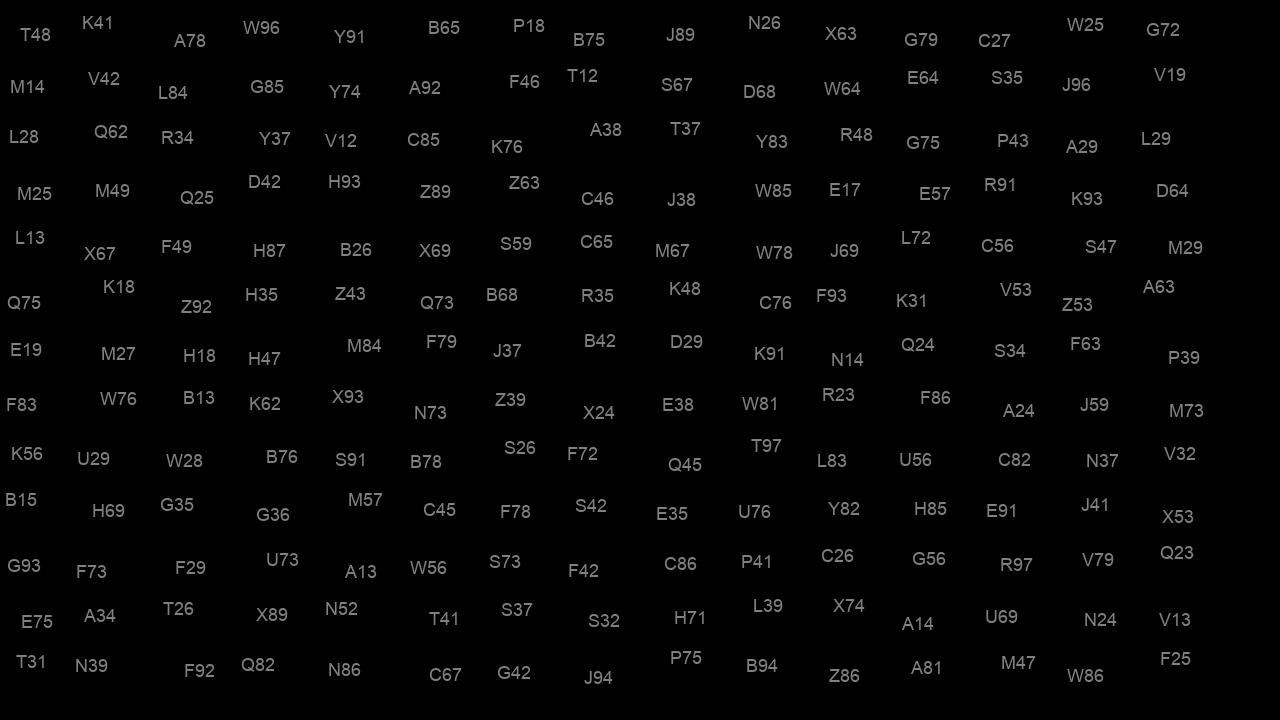 T48 K41 A78 W96 Y91 B65 P18 B75 J89 N26 X63 G79 C27 W25 G72
M14 V42 L84 G85 Y74 A92 F46 T12 S67 D68 W64 E64 S35 J96 V19
L28 Q62 R34 Y37 V12 C85 K76 A38 T37 Y83 R48 G75 P43 A29 L29
M25 M49 Q25 D42 H93 Z89 Z63 C46 J38 W85 E17 E57 R91 K93 D64
L13 X67 F49 H87 B26 X69 S59 C65 M67 W78 J69 L72 C56 S47 M29
Q75 K18 Z92 H35 Z43 Q73 B68 R35 K48 C76 F93 K31 V53 Z53 A63
E19 M27 H18 H47 M84 F79 J37 B42 D29 K91 N14 Q24 S34 F63 P39
F83 W76 B13 K62 X93 N73 Z39 X24 E38 W81 R23 F86 A24 J59 M73
K56 U29 W28 B76 S91 B78 S26 F72 Q45 T97 L83 U56 C82 N37 V32
B15 H69 G35 G36 M57 C45 F78 S42 E35 U76 Y82 H85 E91 J41 X53
G93 F73 F29 U73 A13 W56 S73 F42 C86 P41 C26 G56 R97 V79 Q23
E75 A34 T26 X89 N52 T41 S37 S32 H71 L39 X74 A14 U69 N24 V13
T31 N39 F92 Q82 N86 C67 G42 J94 P75 B94 Z86 A81 M47 W86 F25